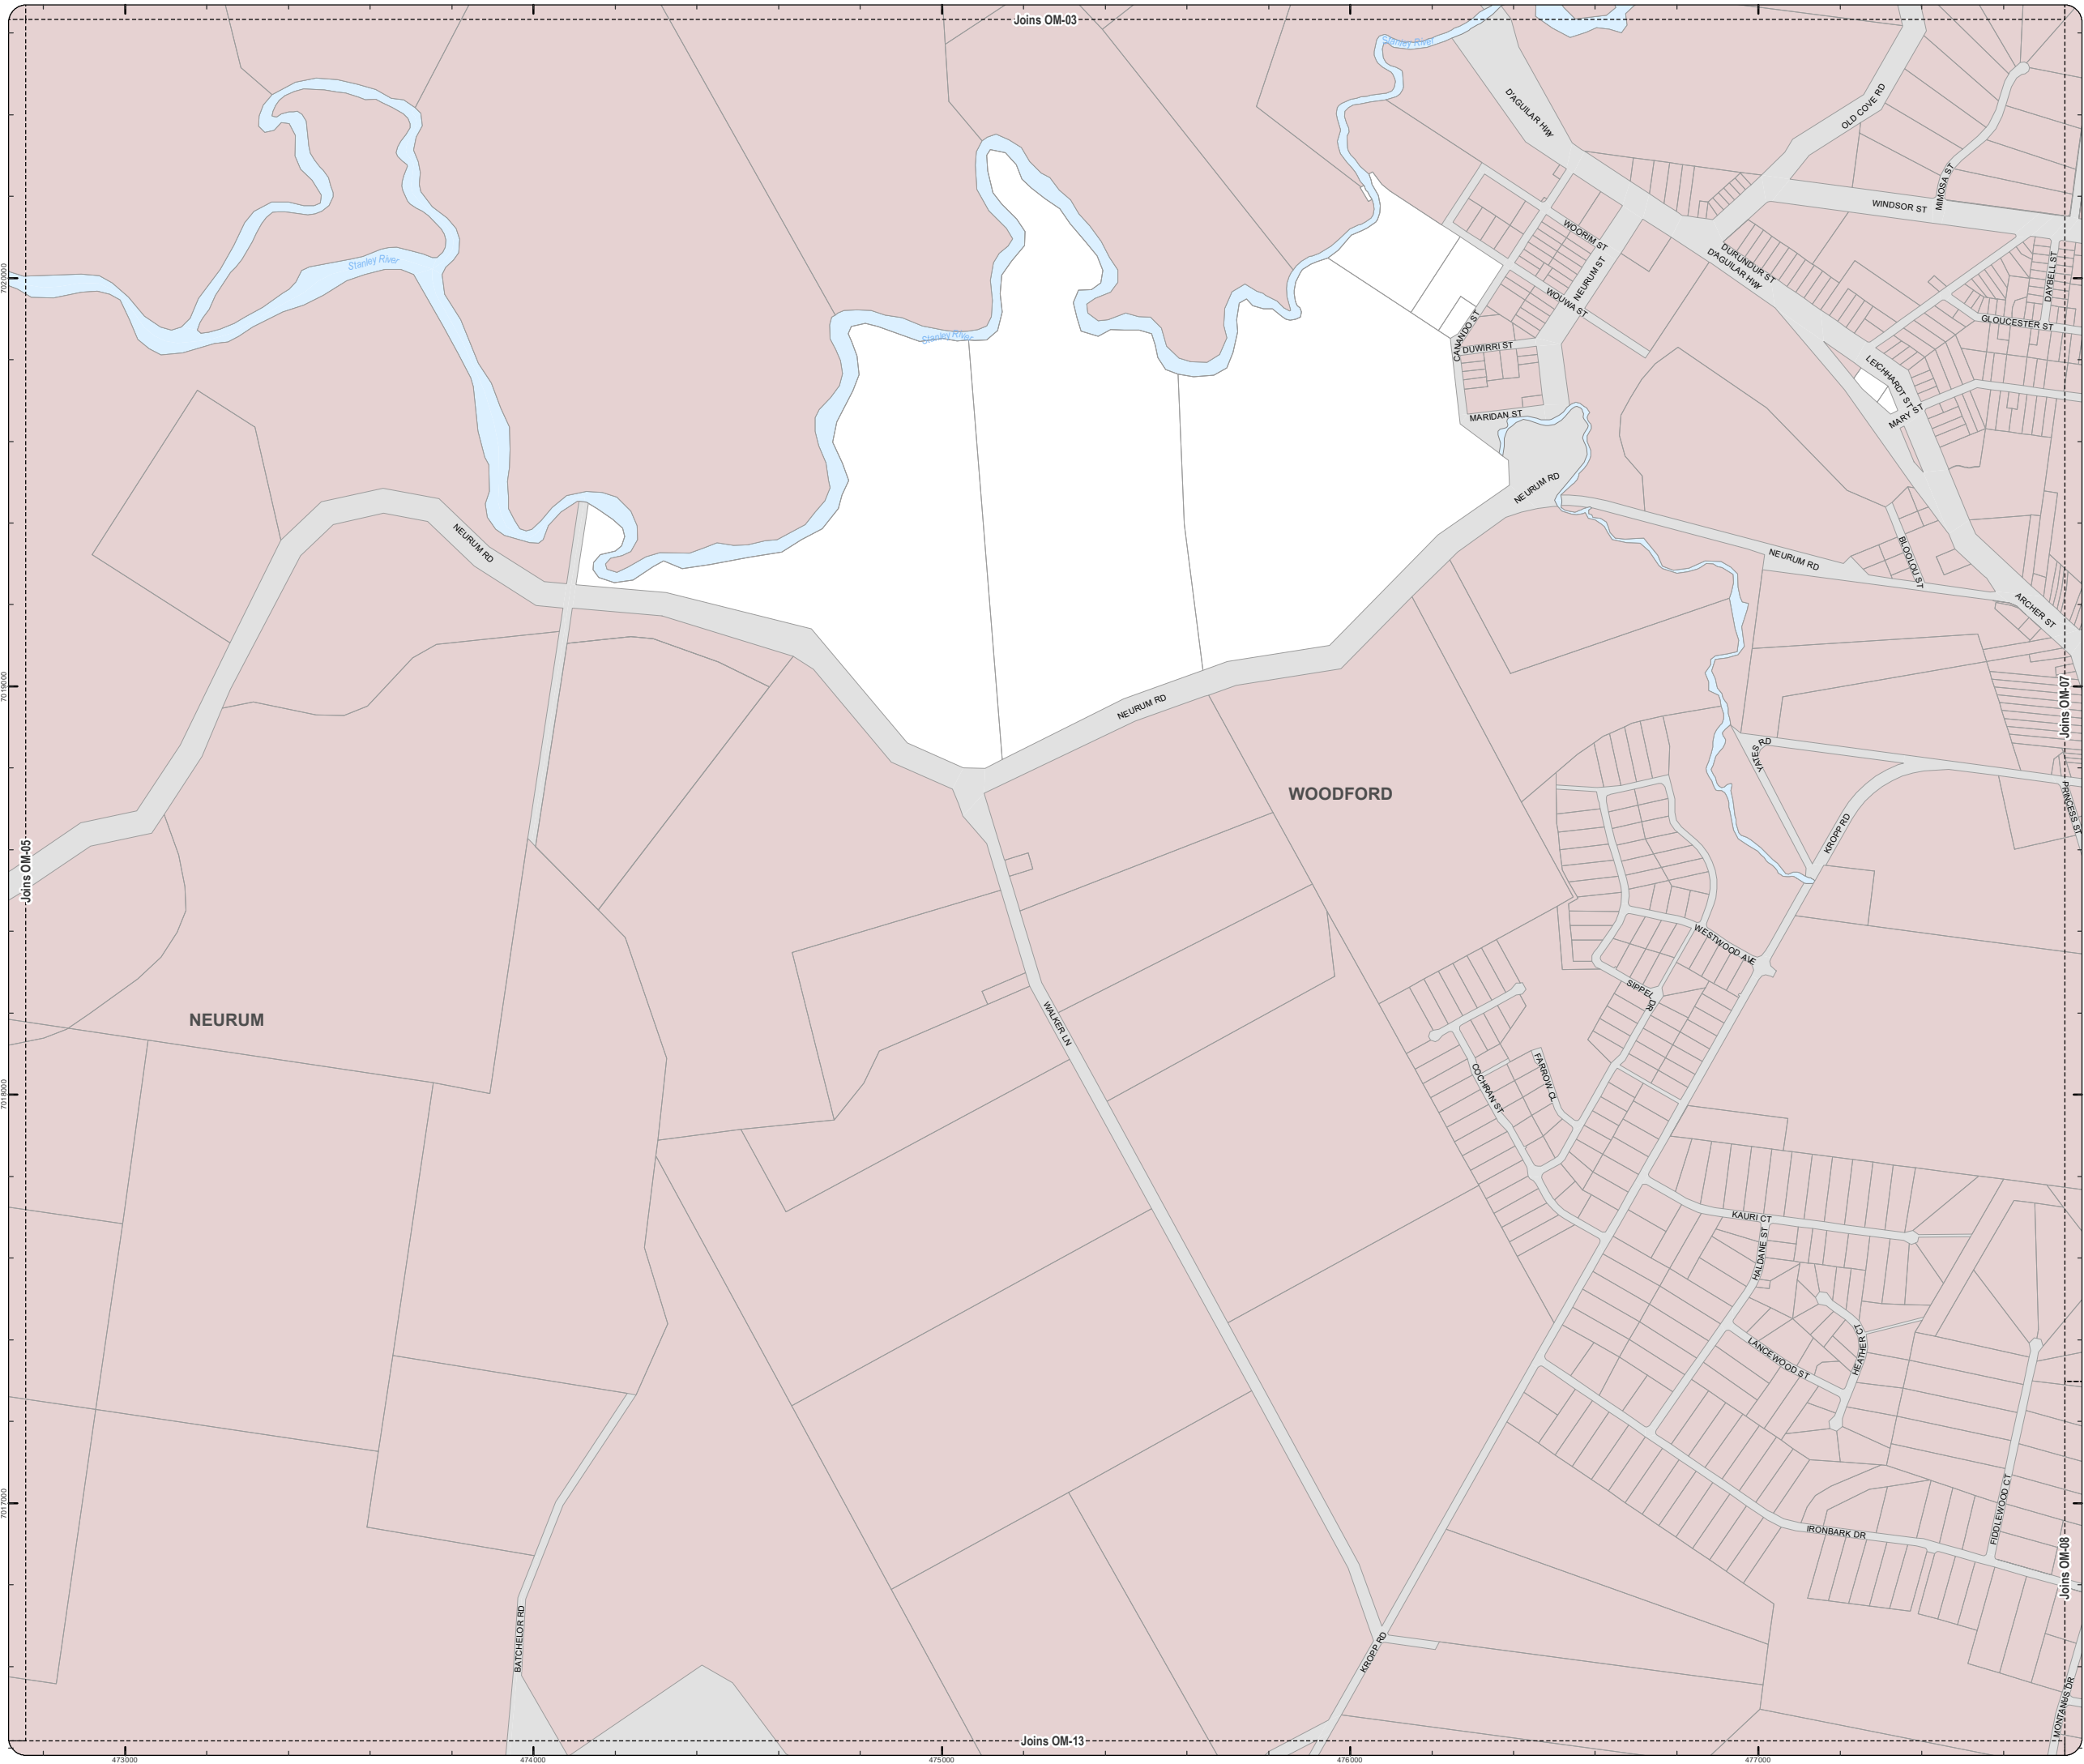 Joins OM-03
Stanley River
D'AGUILAR HWY
OLD COVE RD
MIMOSA ST
WINDSOR ST
WOORIM ST
DURUNDUR ST
D'AGUILAR HWY
Stanley River
7020000
NEURUM ST
WOUWA ST
DAYBELL ST
GLOUCESTER ST
Stanley River
CANANDO ST
DUWIRRI ST
LEICHHARDT ST
MARIDAN ST
MARY ST
NEURUM RD
NEURUM RD
NEURUM RD
BLOOLOU ST
ARCHER ST
7019000
NEURUM RD
Joins OM-07
YATES RD
WOODFORD
PRINCESS ST
KROPP RD
Joins OM-05
WESTWOOD AVE
SIPPEL DR
NEURUM
WALKER LN
FARROW CL
COCHRAN ST
7018000
KAURI CT
HALDANE ST
LANCEWOOD ST
HEATHER CT
7017000
FIDDLEWOOD CT
IRONBARK DR
Joins OM-08
BATCHELOR RD
KROPP RD
MONTANUS DR
Joins OM-13
473000
474000
475000
476000
477000